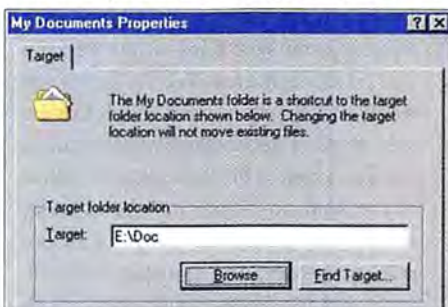 My Documents Properties
Target
The My Documents folder is a shortcut to the target
folder location shown below. Changing the target
location will not move existing files.
Target folder location
Target: E:\Doc
Browse Find Target...